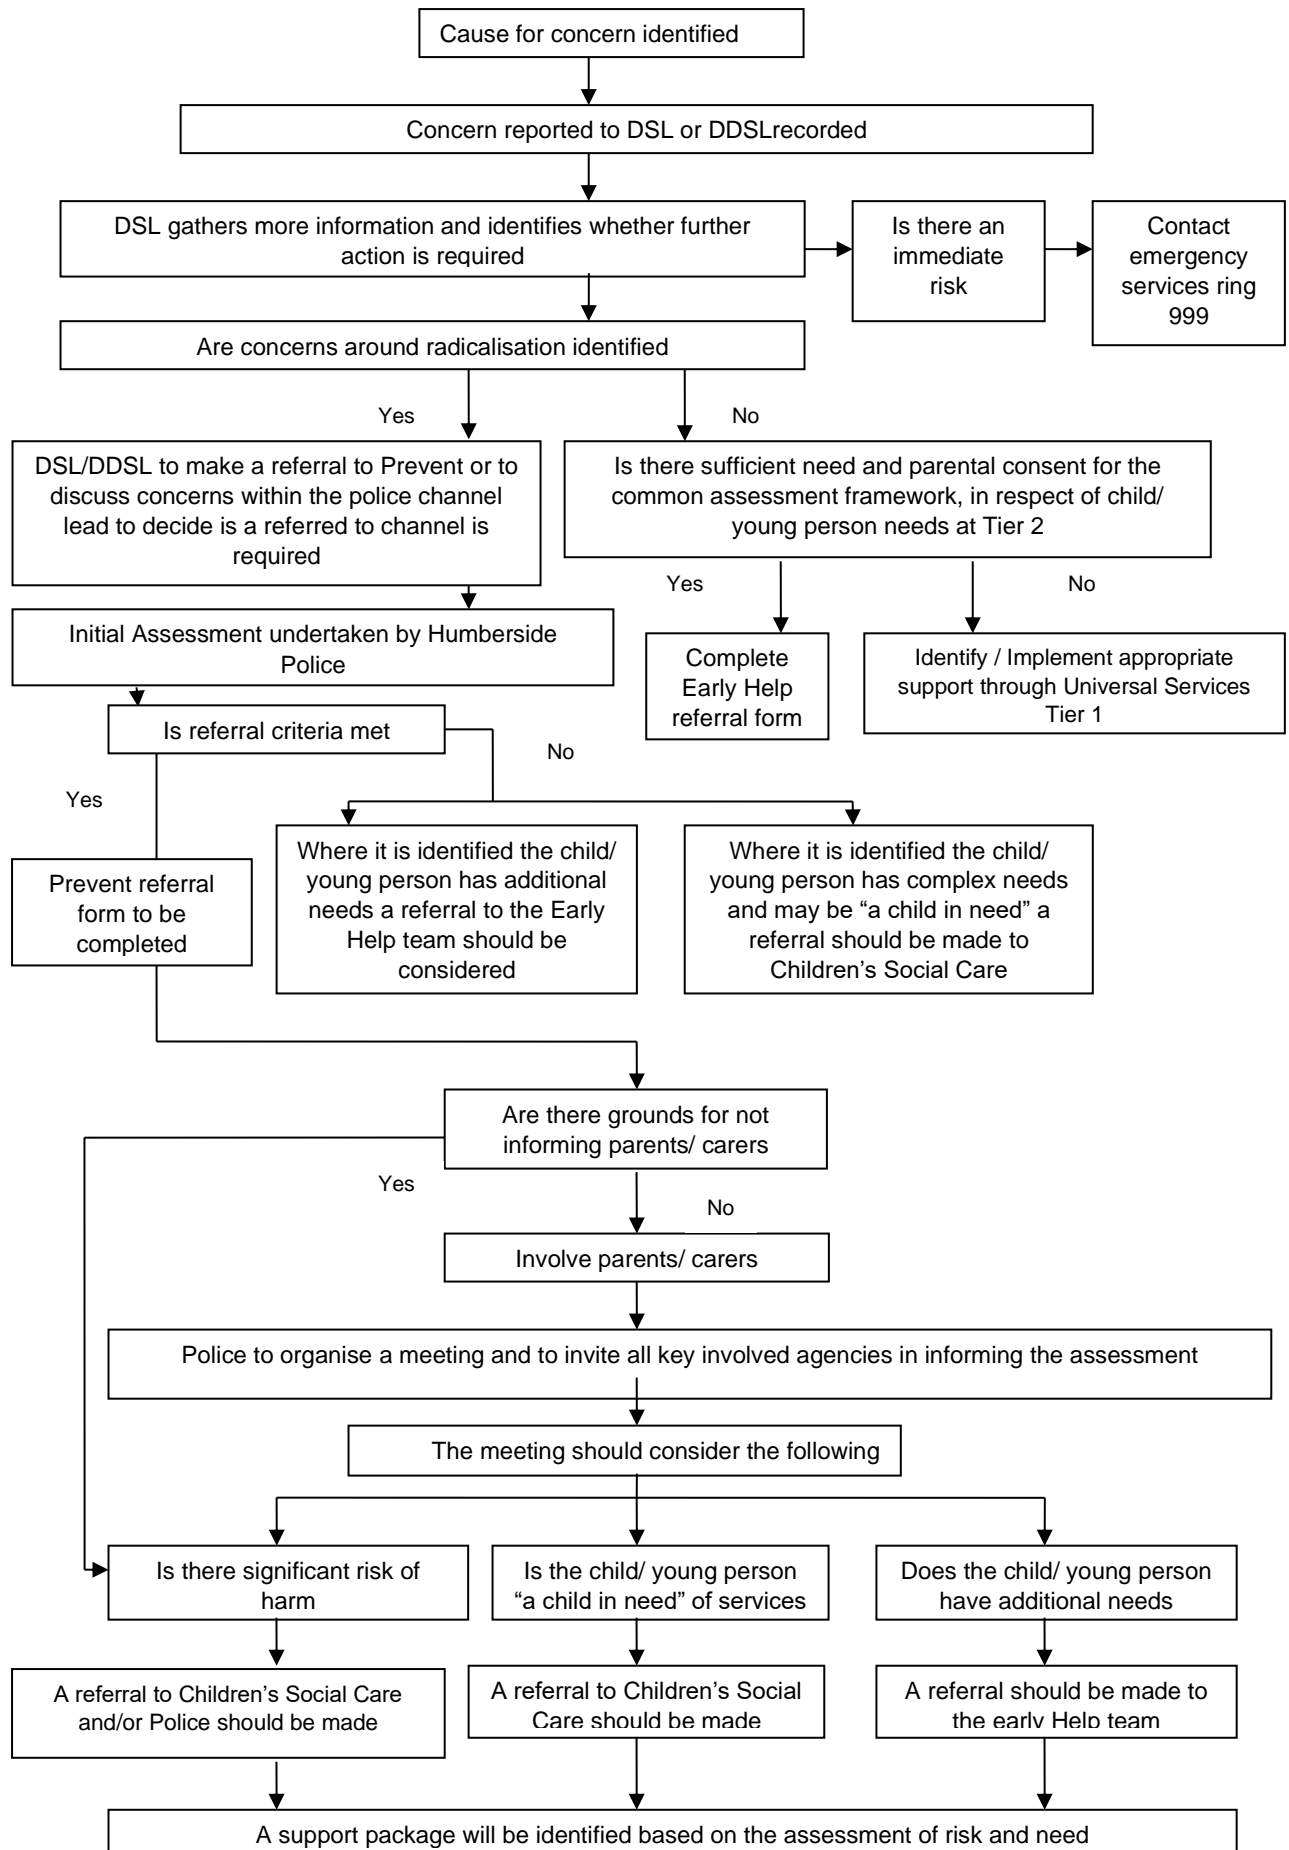 Cause for concern identified
Concern reported to DSL or DDSLrecorded
DSL gathers more information and identifies whether further
action is required
Is there an
immediate
risk
Contact
emergency
services ring
999
Are concerns around radicalisation identified
Yes
No
DSL/DDSL to make a referral to Prevent or to
discuss concerns within the police channel
lead to decide is a referred to channel is
required
Is there sufficient need and parental consent for the
common assessment framework, in respect of child/
young person needs at Tier 2
Yes
No
Initial Assessment undertaken by Humberside
Police
Complete
Early Help
referral form
Identify / Implement appropriate
support through Universal Services
Tier 1
Is referral criteria met
No
Yes
Prevent referral
form to be
completed
Where it is identified the child/
young person has additional
needs a referral to the Early
Help team should be
considered
Where it is identified the child/
young person has complex needs
and may be “a child in need” a
referral should be made to
Children’s Social Care
Are there grounds for not
informing parents/ carers
Yes
No
Involve parents/ carers
Police to organise a meeting and to invite all key involved agencies in informing the assessment
The meeting should consider the following
Is there significant risk of
harm
Is the child/ young person
“a child in need” of services
Does the child/ young person
have additional needs
A referral to Children’s Social Care
and/or Police should be made
A referral to Children’s Social
Care should be made
A referral should be made to
the early Help team
A support package will be identified based on the assessment of risk and need